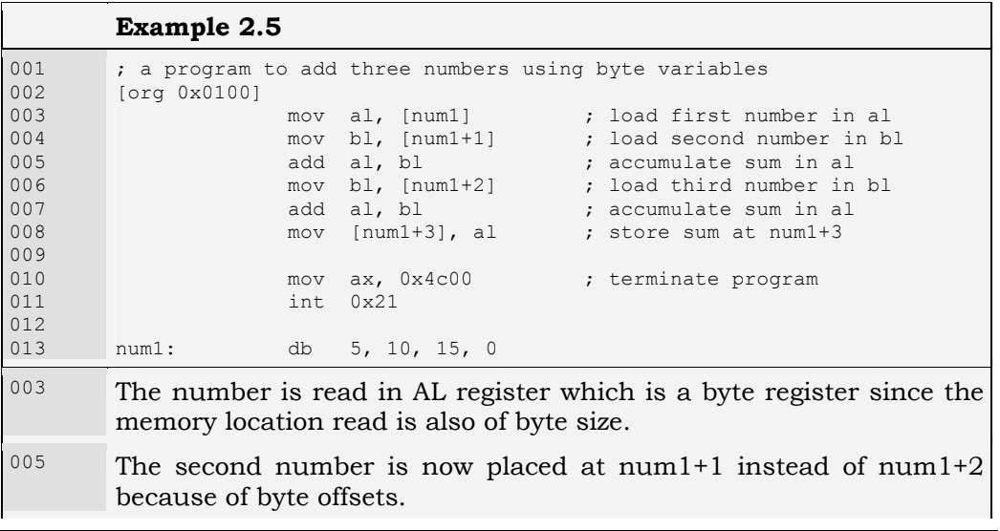 Example 2.5
001 ; a program to add three numbers using byte variables
002 [org 0x0100]
003 mov al, [num1] ; load first number in al
004 mov bl, [num1+1] ; load second number in bl
005 add al, bl ; accumulate sum in al
006 mov bl, [num1+2] ; load third number in bl
007 add al, bl ; accumulate sum in al
008 mov [num1+3], al ; store sum at num1+3
009
010 mov ax, 0x4c00 ; terminate program
011 int 0x21
012
013 num1: db 5, 10, 15, 0
003 The number is read in AL register which is a byte register since the
memory location read is also of byte size.
005 The second number is now placed at num1+1 instead of num1+2
because of byte offsets.